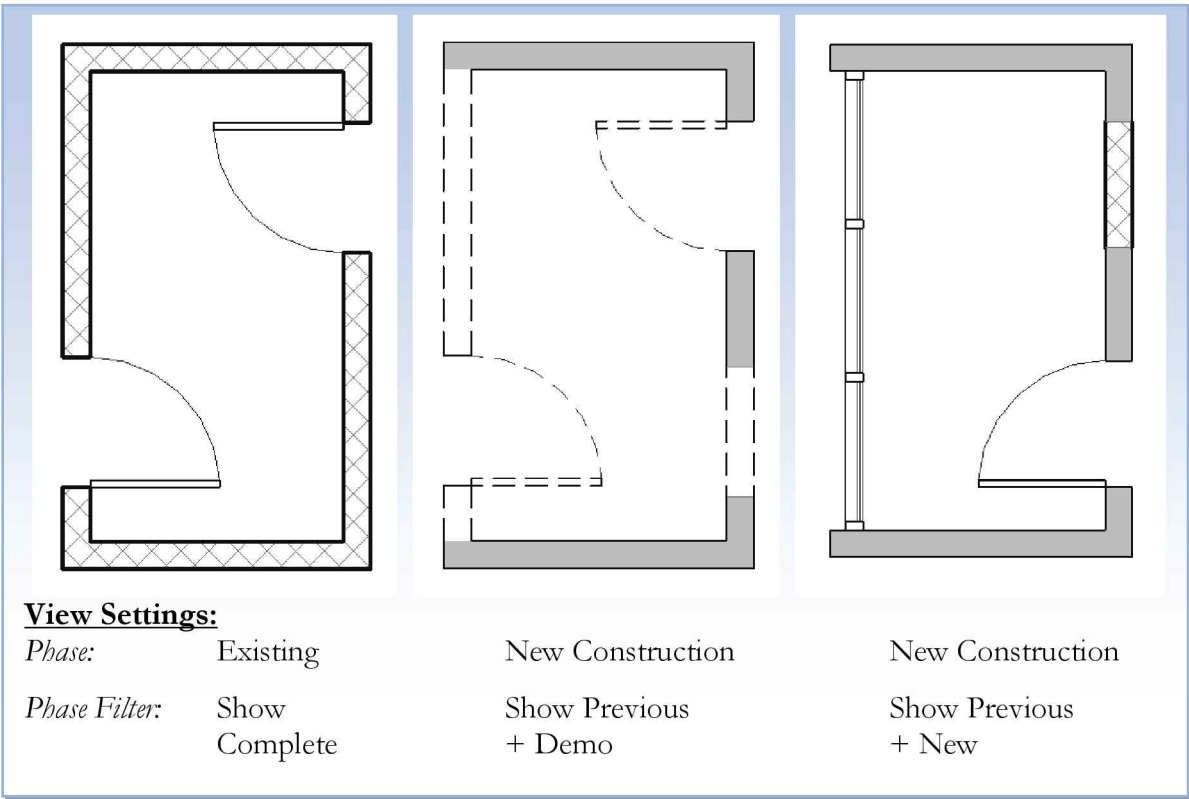 View Settings:
Phase: Existing New Construction New Construction
Phase Filter: Show Show Previous Show Previous
Complete + Demo + New